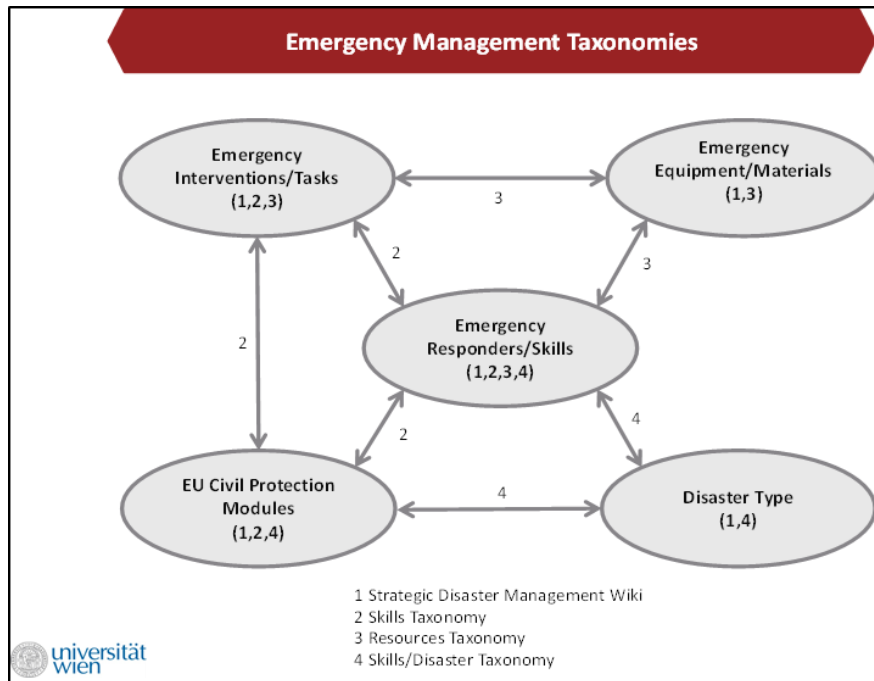 Emergency Management Taxonomies
Emergency
Interventions/Tasks
(1,2,3)
Emergency
Equipment/Materials
(1,3)
3
2
3
Emergency
Responders/Skills
(1,2,3,4)
2
2
4
EU Civil Protection
Modules
(1,2,4)
4
Disaster Type
(1,4)
1 Strategic Disaster Management Wiki
2 Skills Taxonomy
3 Resources Taxonomy
4 Skills/Disaster Taxonomy
universität
wien